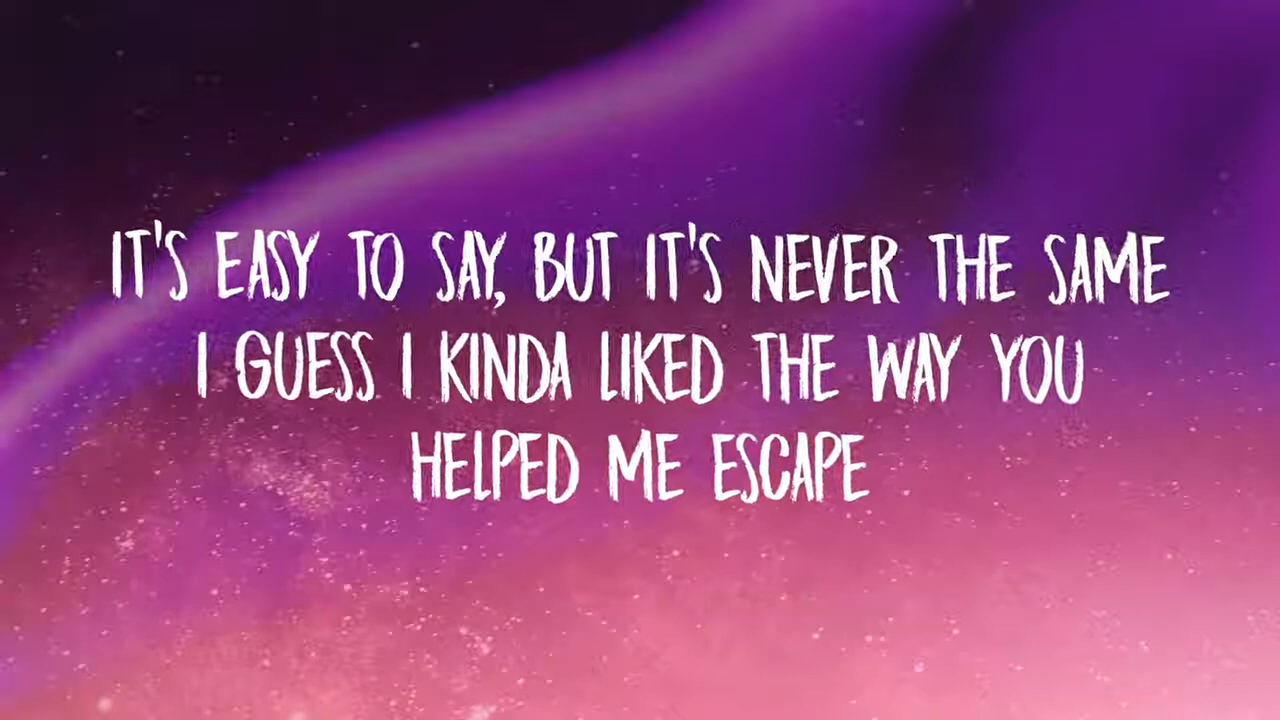 IT'S EASY TO SAY, BUT IT'S NEVER THE SAME
I GUESS I KINDA LIKED THE WAY YOU
HELPED ME ESCAPE